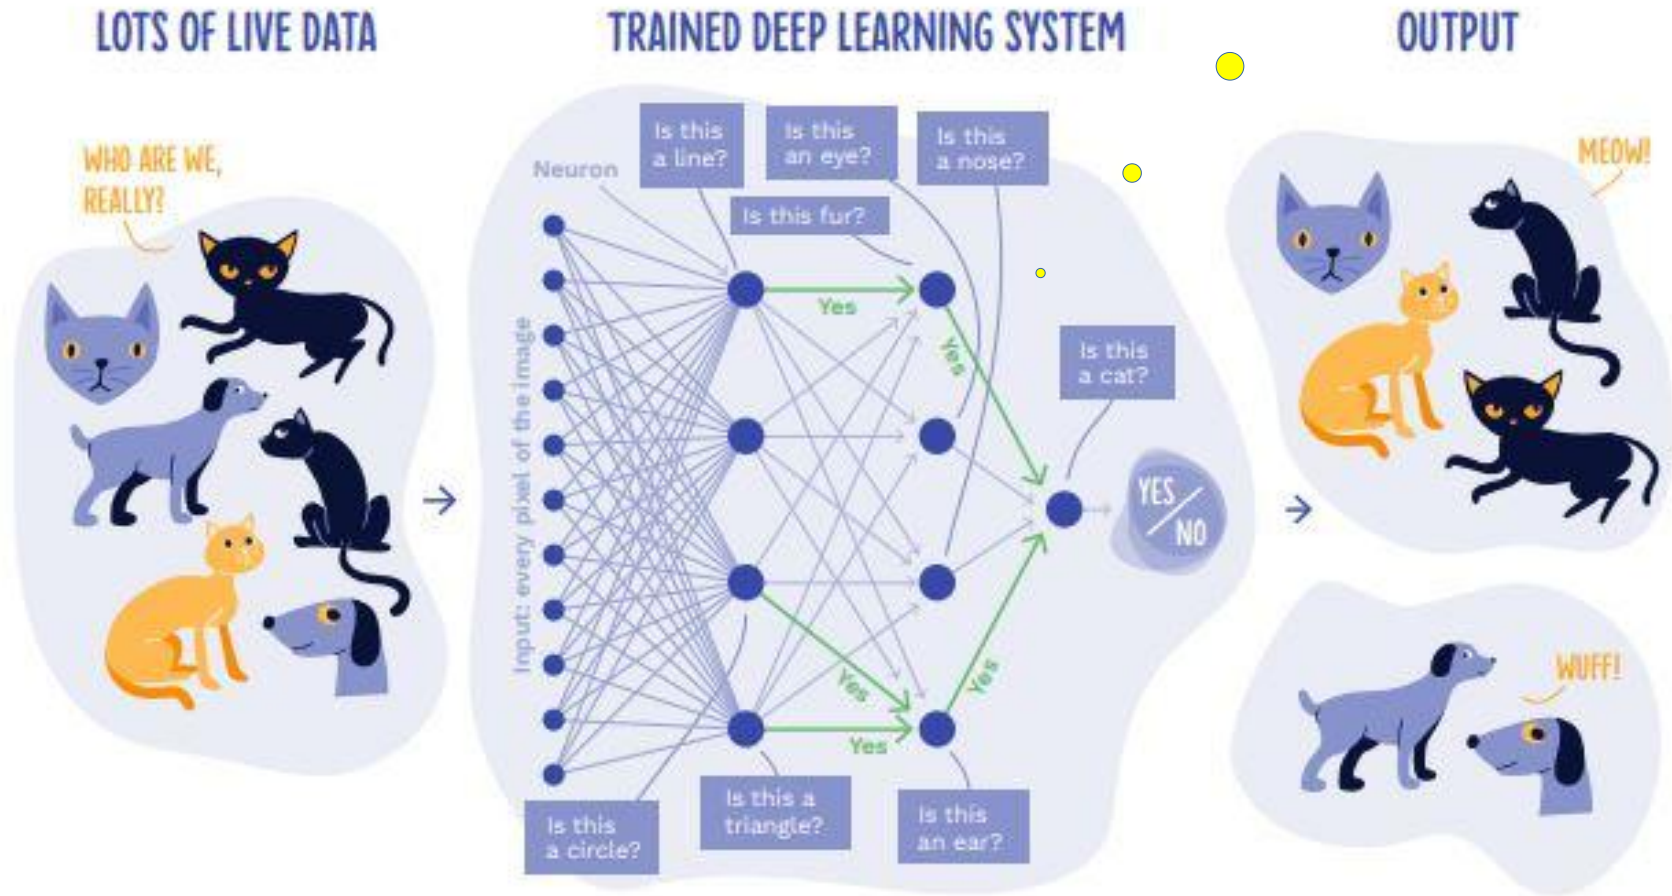 LOTS OF LIVE DATA
TRAINED DEEP LEARNING SYSTEM
OUTPUT
WHO ARE WE,
REALLY?
Neuron
Is this
a line?
Is this
an eye?
Is this
a nose?
Is this fur?
Input: every pixel of the image
Yes
Yes
Yes
Yes
Yes
Is this
a circle?
Is this a
triangle?
Is this
an ear?
Is this
a cat?
YES/
NO
MEOW!
WUFF!